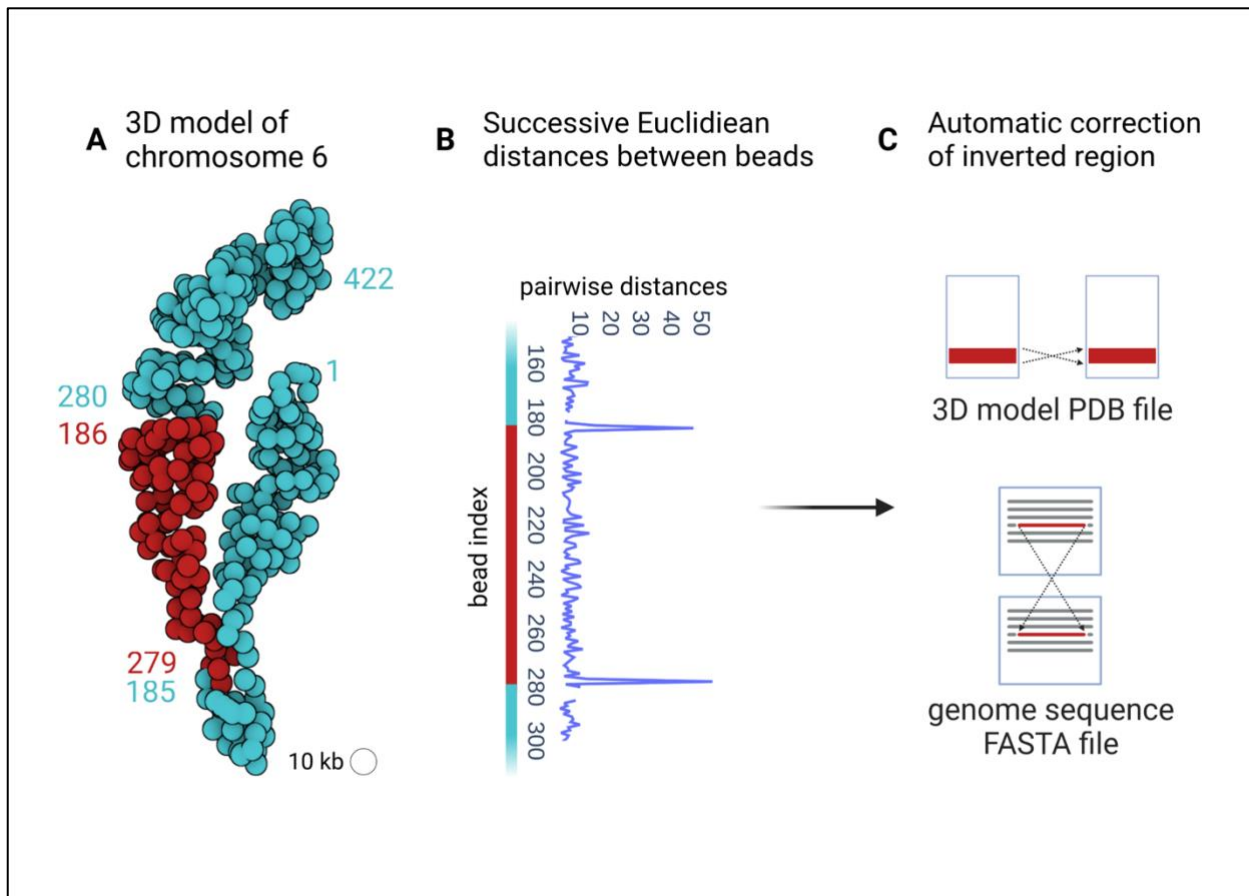 A 3D model of
chromosome 6
422
1
280
186
279
185
10 kb
B Successive Euclidiean
distances between beads
pairwise distances
10 20 30 40 50
bead index
160 180 200 220 240 260 280 300
C Automatic correction
of inverted region
3D model PDB file
genome sequence
FASTA file